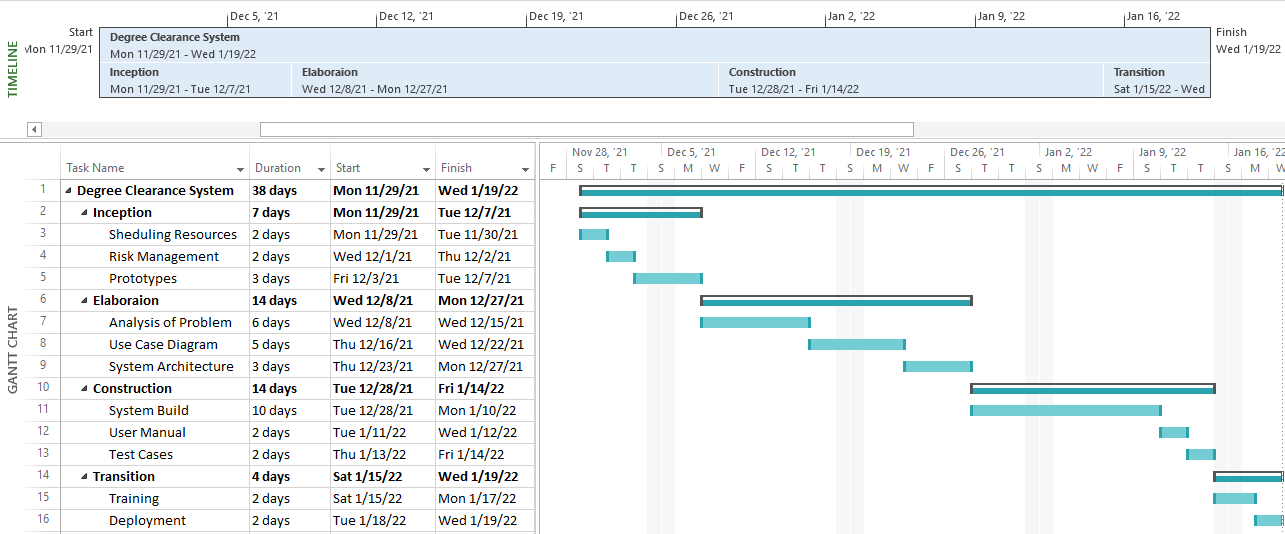 Dec 5, '21 Dec 12, '21 Dec 19, '21 Dec 26, '21 Jan 2, '22 Jan 9, '22 Jan 16, '22
TIMELINE
Start
Mon 11/29/21
Degree Clearance System
Mon 11/29/21 - Wed 1/19/22
Finish
Wed 1/19/22
Inception
Mon 11/29/21 - Tue 12/7/21
Elaboraion
Wed 12/8/21 - Mon 12/27/21
Construction
Tue 12/28/21 - Fri 1/14/22
Transition
Sat 1/15/22 - Wed
GANTT CHART
Nov 28, '21 Dec 5, '21 Dec 12, '21 Dec 19, '21 Dec 26, '21 Jan 2, '22 Jan 9, '22 Jan 16, '22
Task Name Duration Start Finish
F S T T S M W F S T T S M W F S T T S M W F S T T S M W
1 Degree Clearance System 38 days Mon 11/29/21 Wed 1/19/22
2 Inception 7 days Mon 11/29/21 Tue 12/7/21
3 Sheduling Resources 2 days Mon 11/29/21 Tue 11/30/21
4 Risk Management 2 days Wed 12/1/21 Thu 12/2/21
5 Prototypes 3 days Fri 12/3/21 Tue 12/7/21
6 Elaboraion 14 days Wed 12/8/21 Mon 12/27/21
7 Analysis of Problem 6 days Wed 12/8/21 Wed 12/15/21
8 Use Case Diagram 5 days Thu 12/16/21 Wed 12/22/21
9 System Architecture 3 days Thu 12/23/21 Mon 12/27/21
10 Construction 14 days Tue 12/28/21 Fri 1/14/22
11 System Build 10 days Tue 12/28/21 Mon 1/10/22
12 User Manual 2 days Tue 1/11/22 Wed 1/12/22
13 Test Cases 2 days Thu 1/13/22 Fri 1/14/22
14 Transition 4 days Sat 1/15/22 Wed 1/19/22
15 Training 2 days Sat 1/15/22 Mon 1/17/22
16 Deployment 2 days Tue 1/18/22 Wed 1/19/22